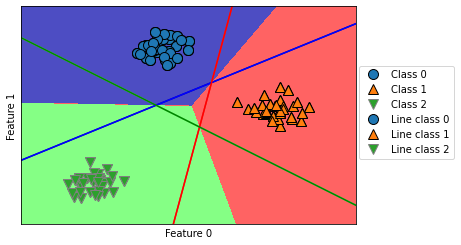 Feature 1
Feature 0
Class 0
Class 1
Class 2
Line class 0
Line class 1
Line class 2